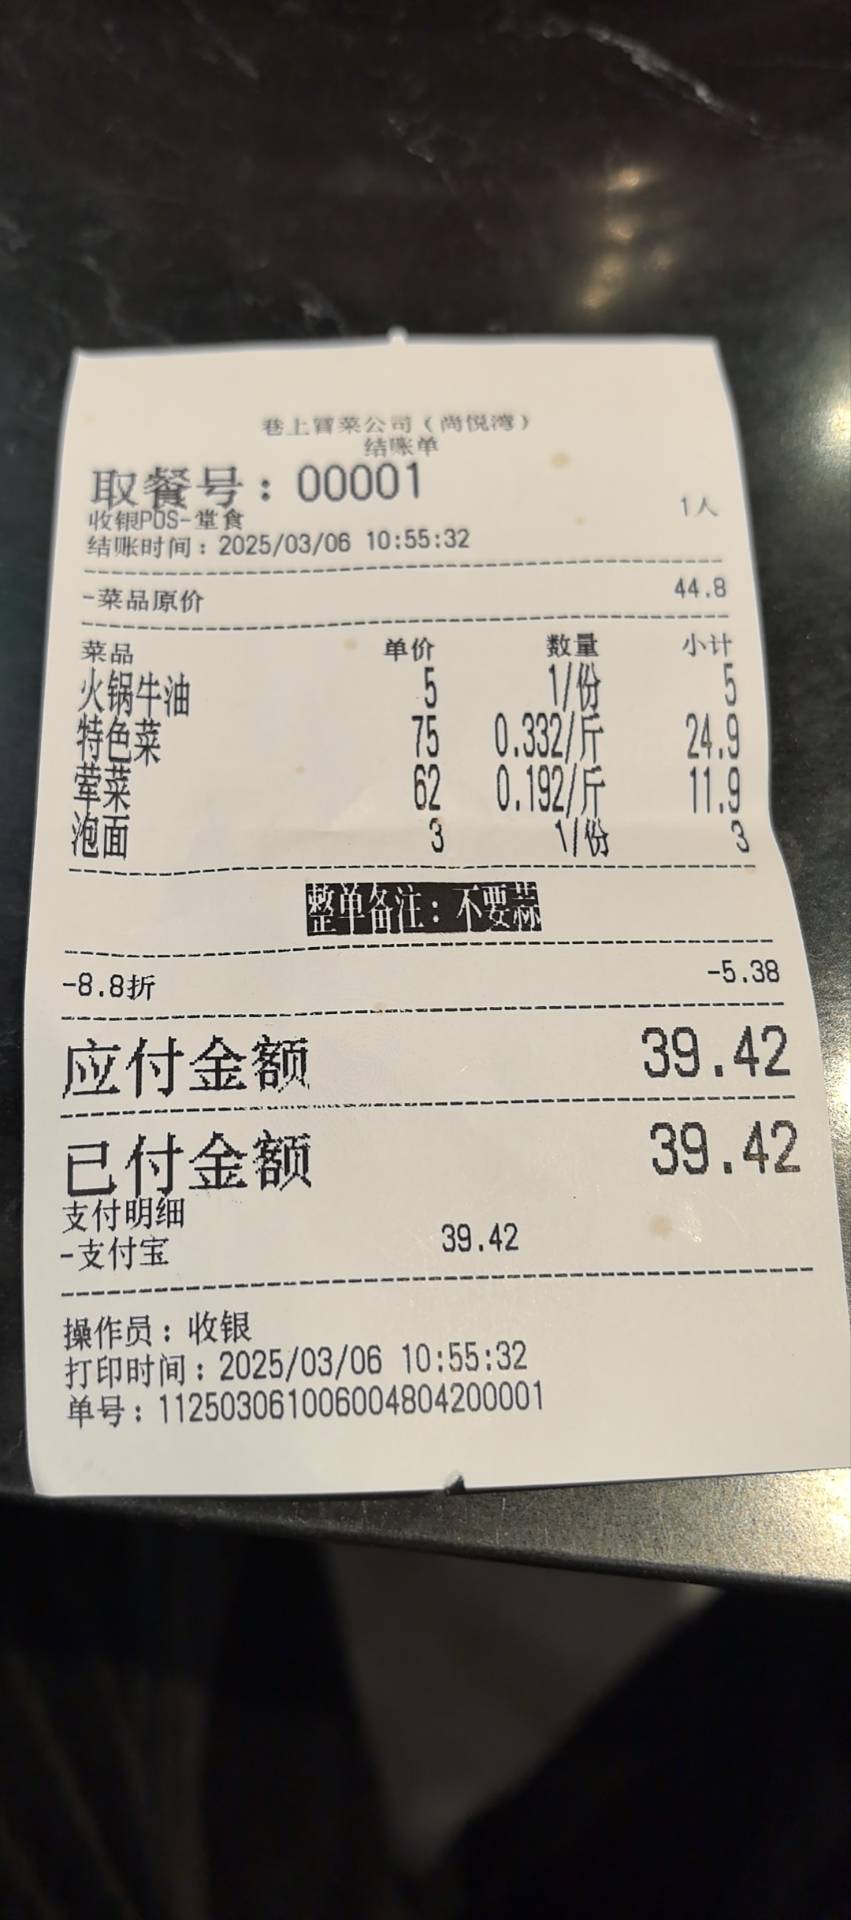 巷上冒菜公司（尚悦湾）
结账单
取餐号：00001
收银POS-堂食 1人
结账时间：2025/03/06 10:55:32
-菜品原价 44.8
菜品 单价 数量 小计
火锅牛油 5 1/份 5
特色菜 75 0.332/斤 24.9
荤菜 62 0.192/斤 11.9
泡面 3 1/份 3
整单备注：不要蒜
-8.8折 -5.38
应付金额 39.42
已付金额 39.42
支付明细
-支付宝 39.42
操作员：收银
打印时间：2025/03/06 10:55:32
单号：112503061006004804200001